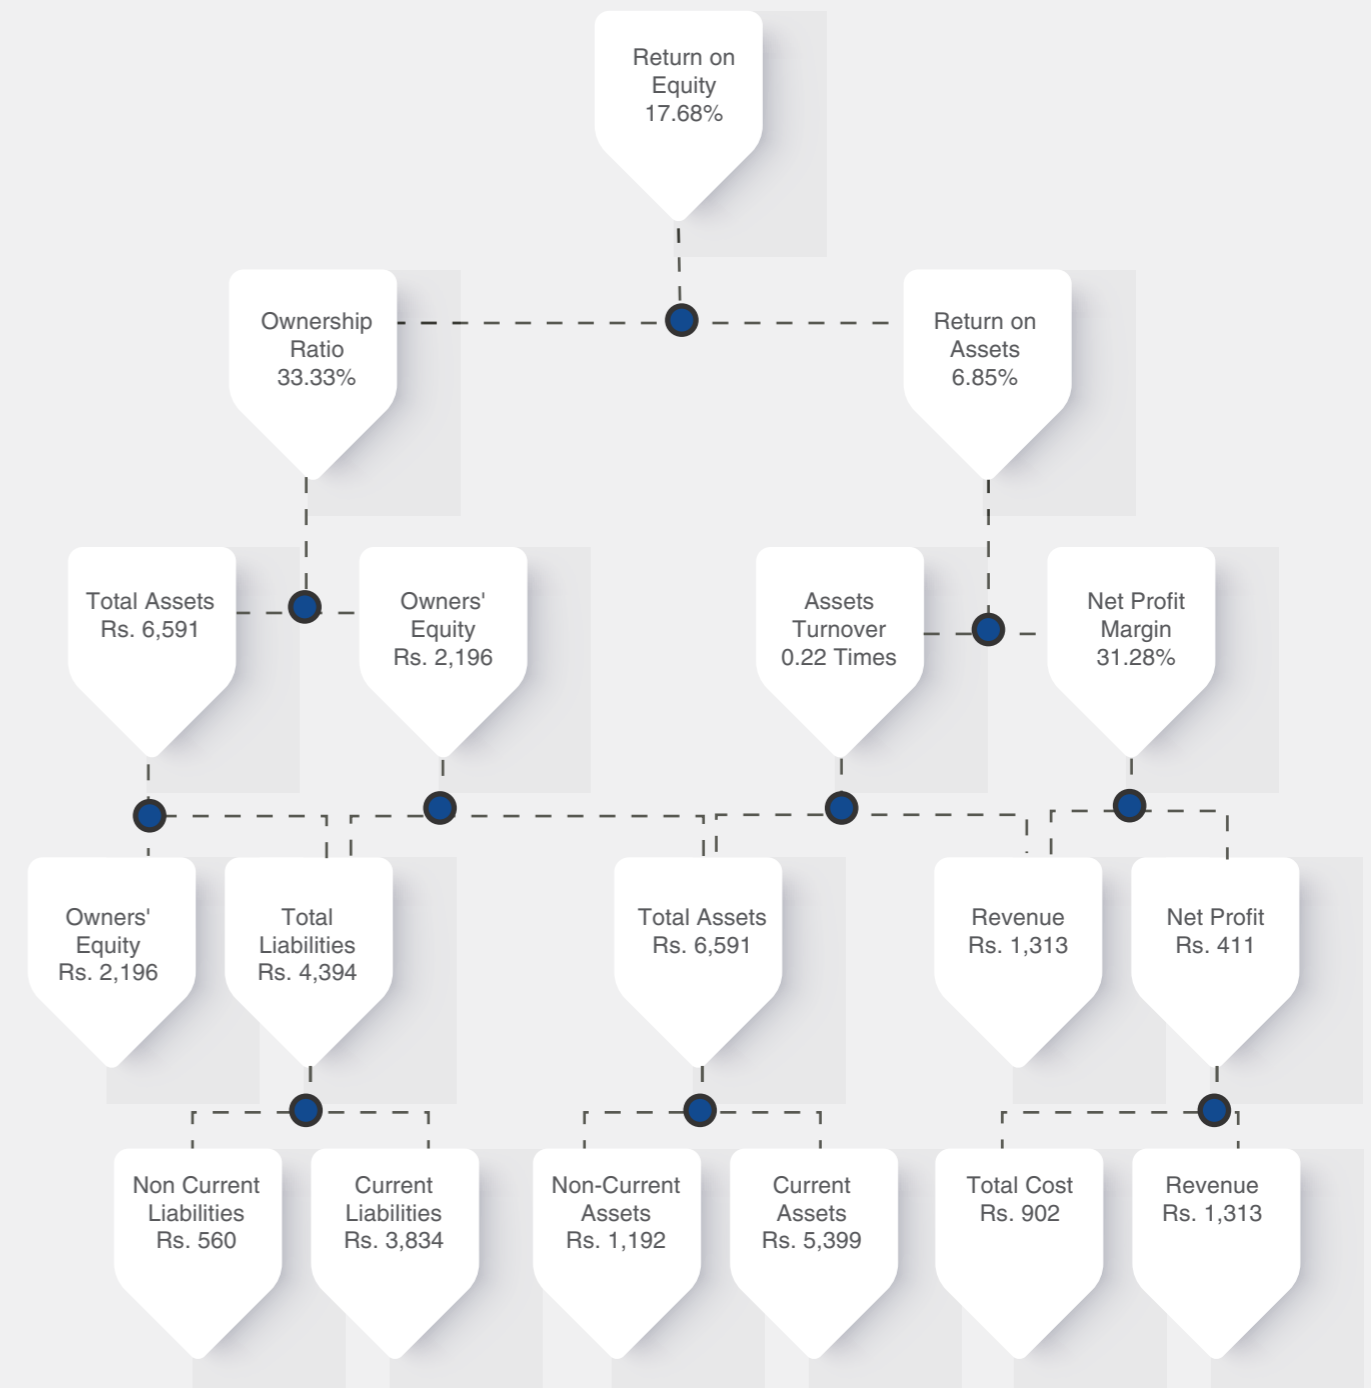 Return on
Equity
17.68%
Ownership
Ratio
33.33%
Return on
Assets
6.85%
Total Assets
Rs. 6,591
Owners'
Equity
Rs. 2,196
Assets
Turnover
0.22 Times
Net Profit
Margin
31.28%
Owners'
Equity
Rs. 2,196
Total
Liabilities
Rs. 4,394
Total Assets
Rs. 6,591
Revenue
Rs. 1,313
Net Profit
Rs. 411
Non Current
Liabilities
Rs. 560
Current
Liabilities
Rs. 3,834
Non-Current
Assets
Rs. 1,192
Current
Assets
Rs. 5,399
Total Cost
Rs. 902
Revenue
Rs. 1,313